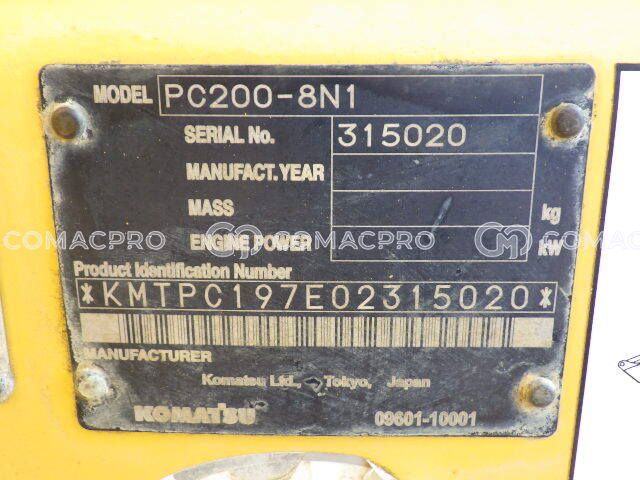 MODEL PC200-8N1
SERIAL No. 315020
MANUFACT. YEAR
MASS kg
ENGINE POWER kW
COMACPRO COMACPRO COMACPRO
Product Identification Number
*KMTPC197E02315020*
MANUFACTURER
Komatsu Ltd., Tokyo, Japan
KOMATSU 09601-10001